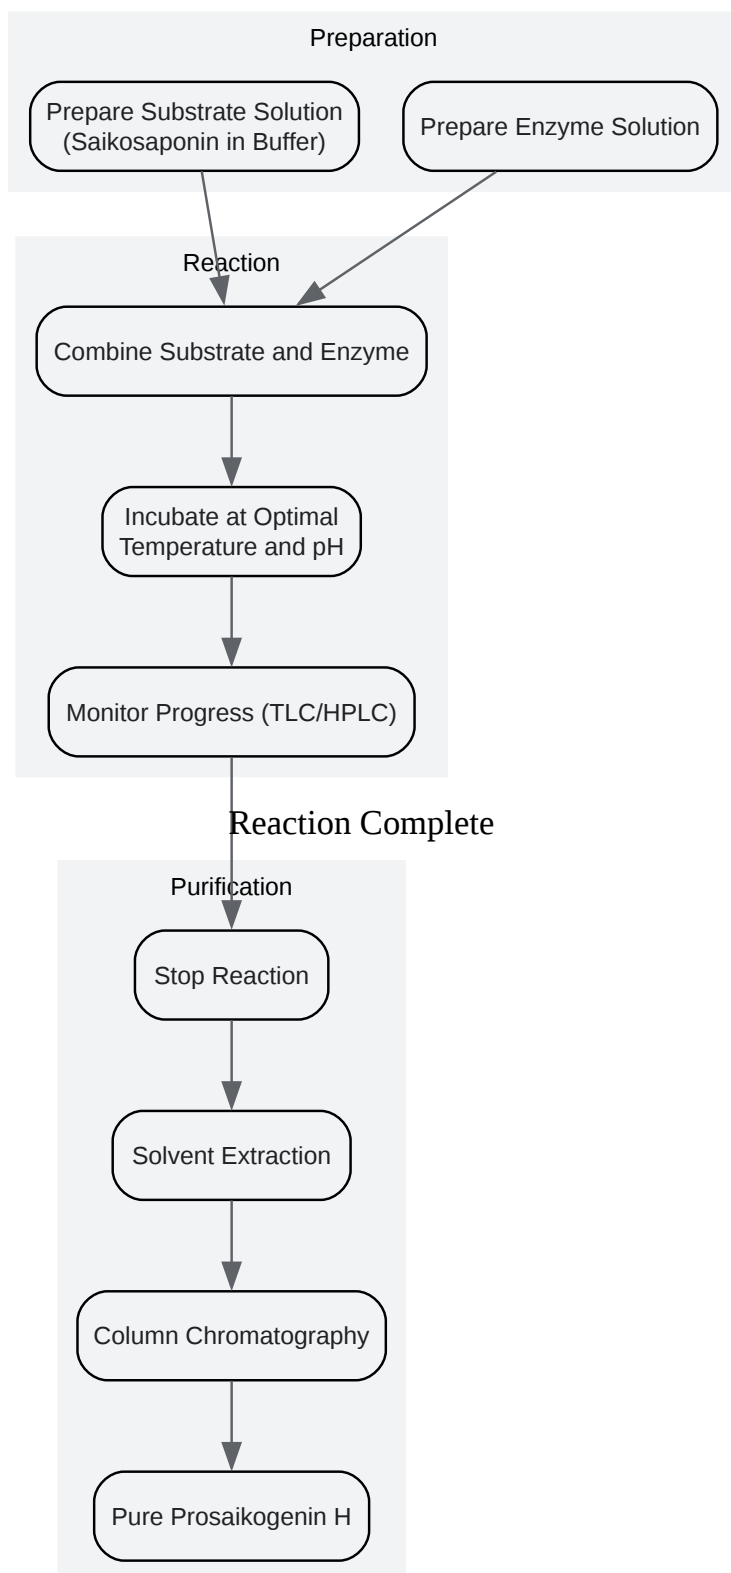 Preparation
Prepare Substrate Solution
(Saikosaponin in Buffer)
Prepare Enzyme Solution
Reaction
Combine Substrate and Enzyme
Incubate at Optimal
Temperature and pH
Monitor Progress (TLC/HPLC)
Reaction Complete
Purification
Stop Reaction
Solvent Extraction
Column Chromatography
Pure Prosaikogenin H